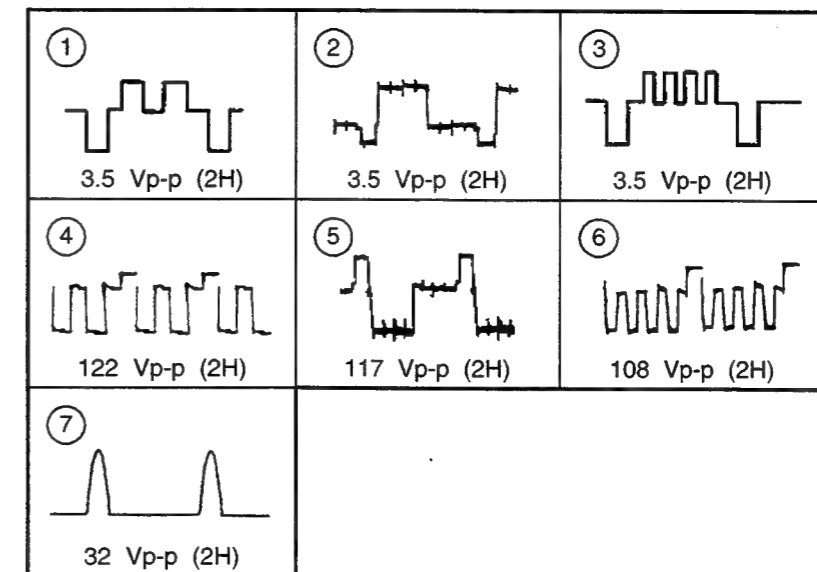 ① ② ③
3.5 Vp-p (2H) 3.5 Vp-p (2H) 3.5 Vp-p (2H)
④ ⑤ ⑥
122 Vp-p (2H) 117 Vp-p (2H) 108 Vp-p (2H)
⑦
32 Vp-p (2H)